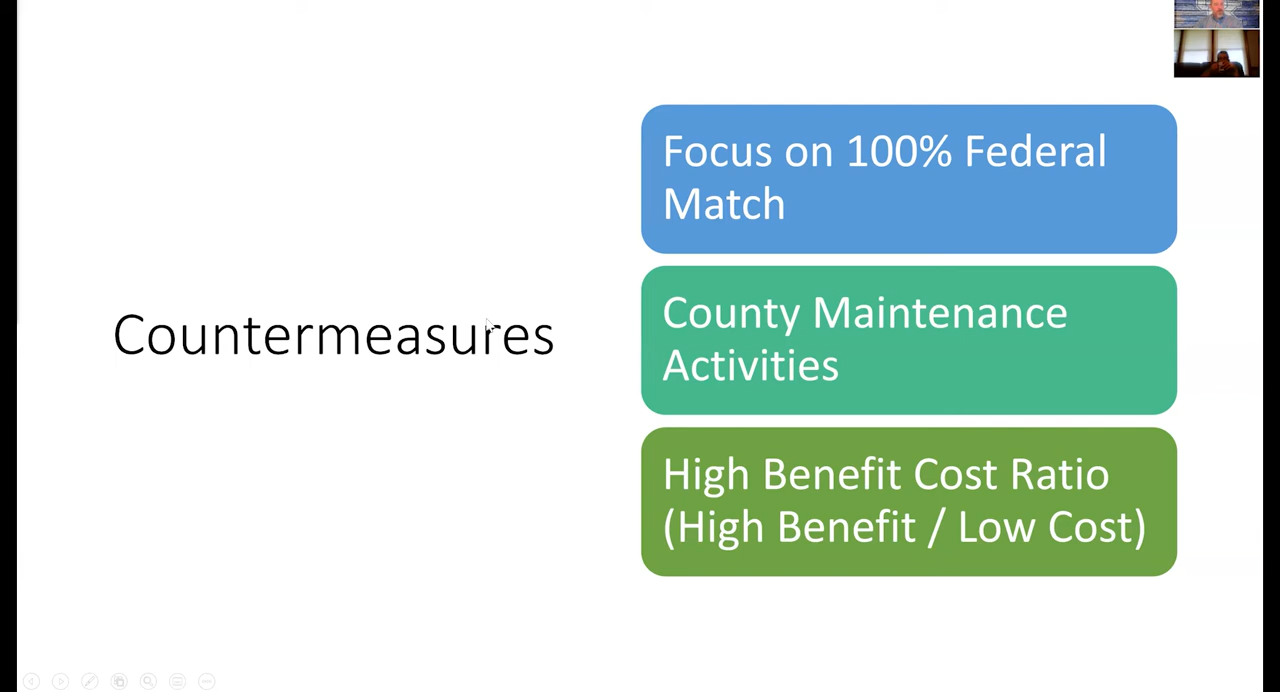 Countermeasures
Focus on 100% Federal
Match
County Maintenance
Activities
High Benefit Cost Ratio
(High Benefit / Low Cost)